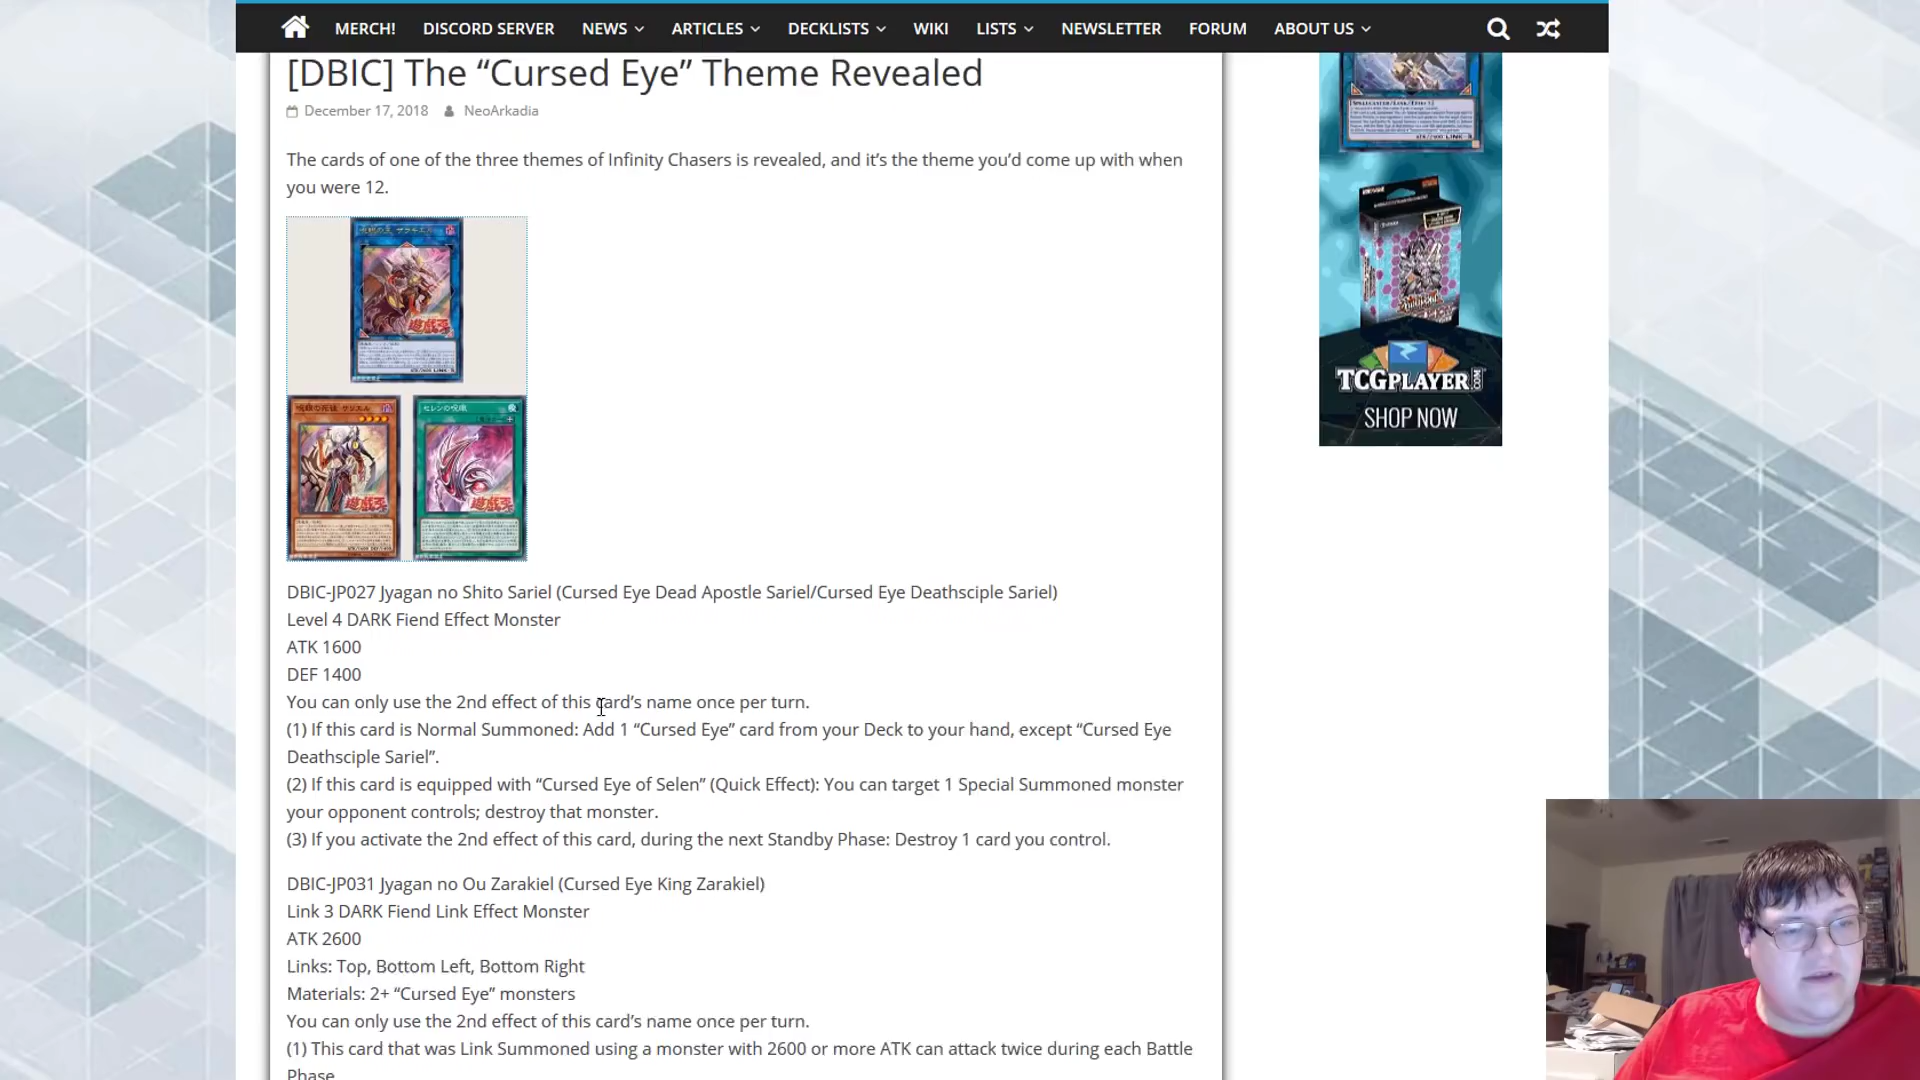 MERCH!
DISCORD SERVER
NEWS
ARTICLES
DECKLISTS
WIKI
LISTS
NEWSLETTER
FORUM
ABOUT US
[DBIC] The “Cursed Eye” Theme Revealed
December 17, 2018 NeoArkadia
The cards of one of the three themes of Infinity Chasers is revealed, and it’s the theme you’d come up with when
you were 12.
DBIC-JP027 Jyagan no Shito Sariel (Cursed Eye Dead Apostle Sariel/Cursed Eye Deathsciple Sariel)
Level 4 DARK Fiend Effect Monster
ATK 1600
DEF 1400
You can only use the 2nd effect of this card’s name once per turn.
(1) If this card is Normal Summoned: Add 1 “Cursed Eye” card from your Deck to your hand, except “Cursed Eye
Deathsciple Sariel”.
(2) If this card is equipped with “Cursed Eye of Selen” (Quick Effect): You can target 1 Special Summoned monster
your opponent controls; destroy that monster.
(3) If you activate the 2nd effect of this card, during the next Standby Phase: Destroy 1 card you control.
DBIC-JP031 Jyagan no Ou Zarakiel (Cursed Eye King Zarakiel)
Link 3 DARK Fiend Link Effect Monster
ATK 2600
Links: Top, Bottom Left, Bottom Right
Materials: 2+ “Cursed Eye” monsters
You can only use the 2nd effect of this card’s name once per turn.
(1) This card that was Link Summoned using a monster with 2600 or more ATK can attack twice during each Battle
Phase.
TCGPLAYER.COM
SHOP NOW